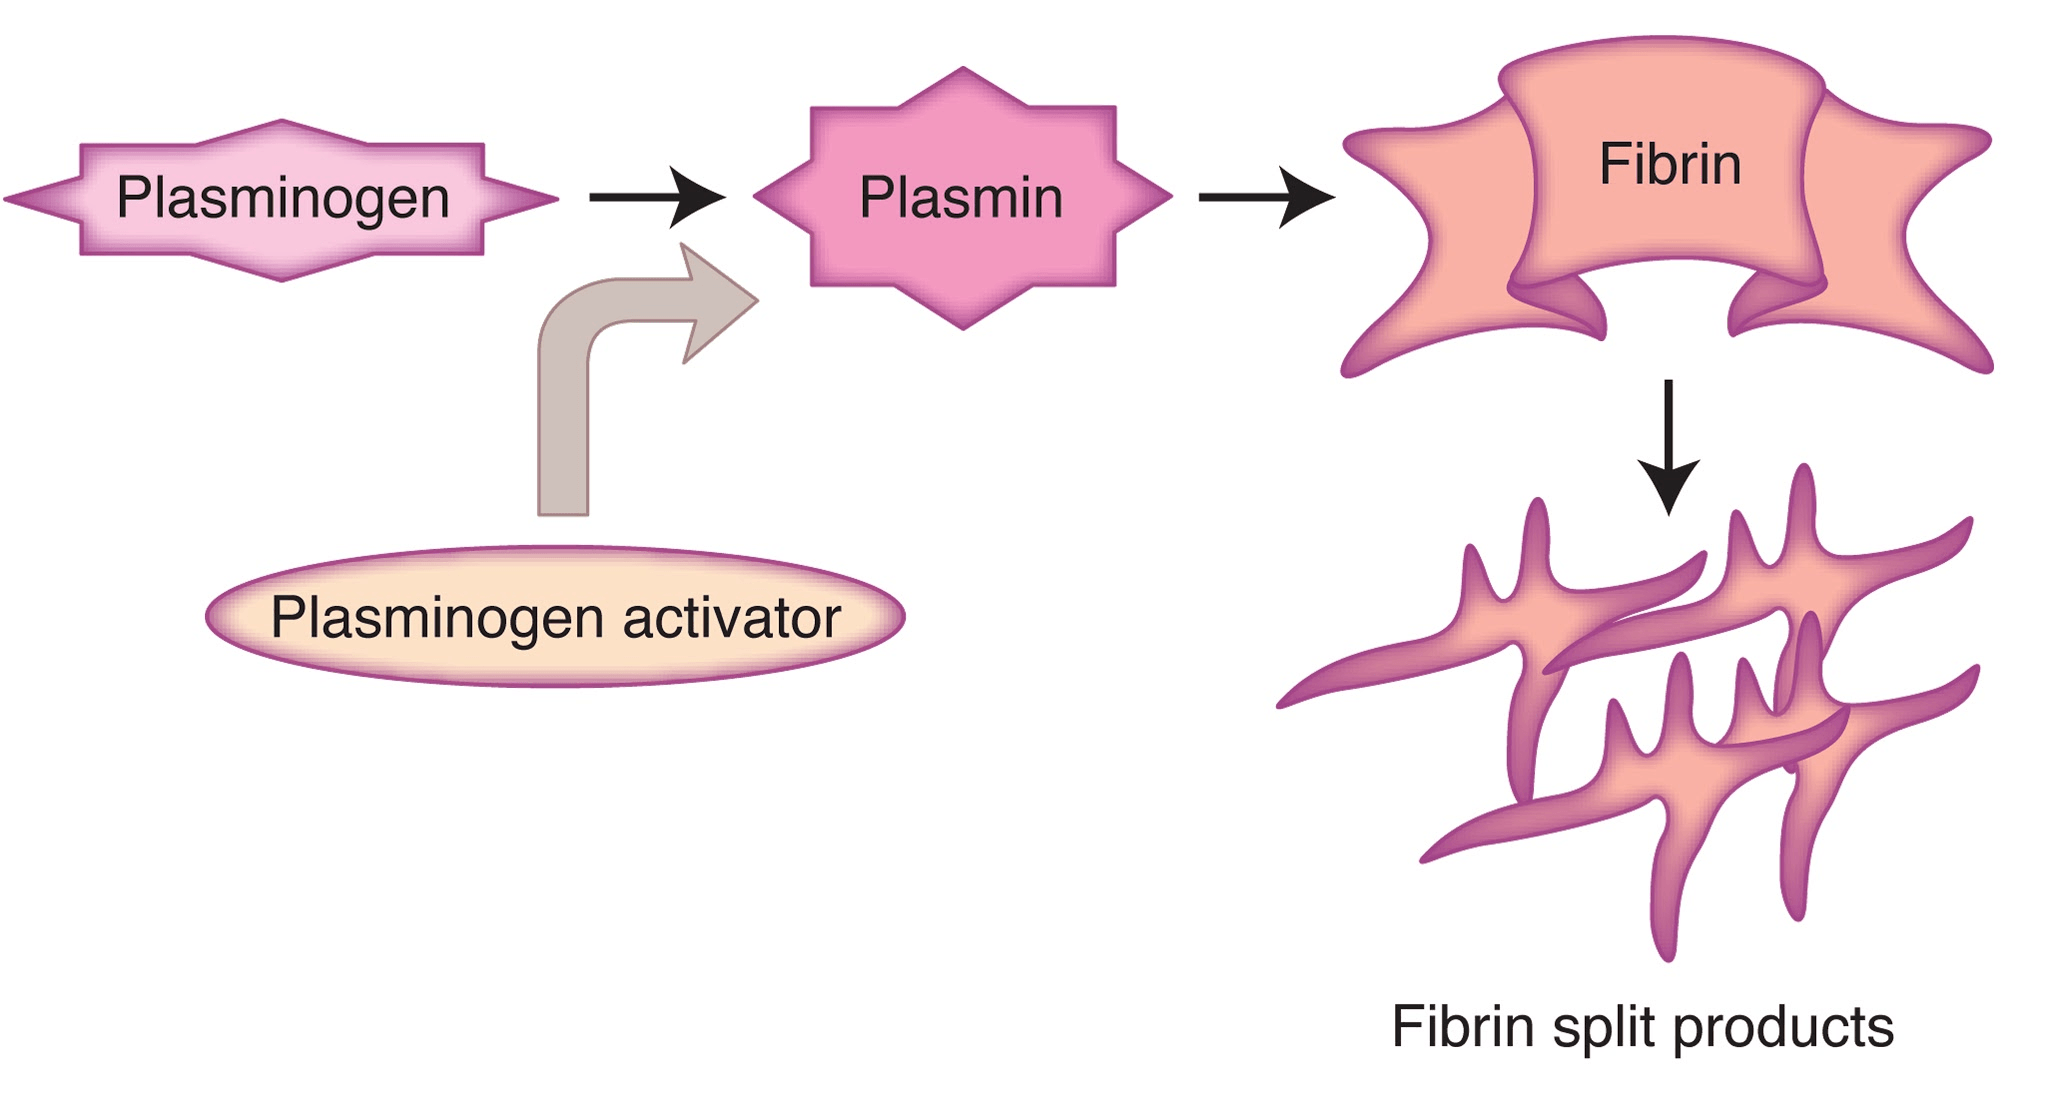 Plasminogen
Plasmin
Fibrin
Plasminogen activator
Fibrin split products